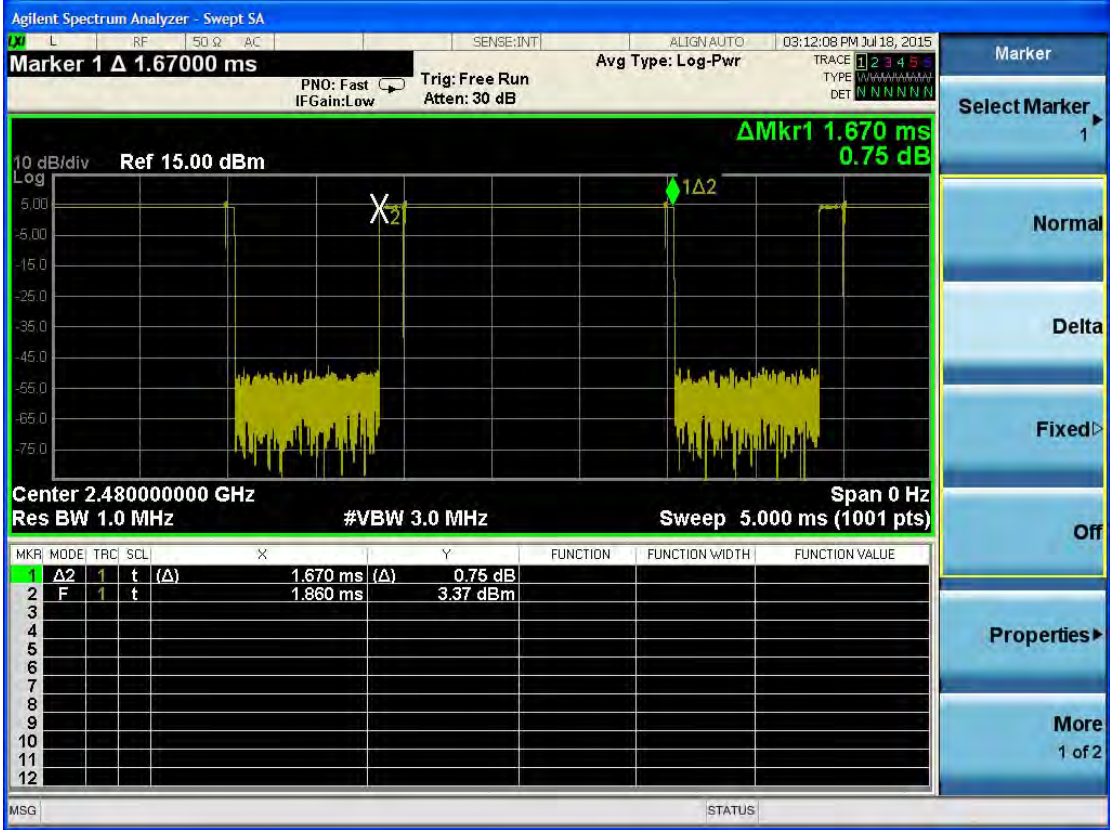 Agilent Spectrum Analyzer - Swept SA
LXI L RF 50 Ω AC SENSE:INT ALIGNAUTO 03:12:08 PM Jul 18, 2015
Marker 1 Δ 1.67000 ms
PNO: Fast
IFGain:Low
Trig: Free Run
Atten: 30 dB
Avg Type: Log-Pwr
TRACE 1 2 3 4 5 6
TYPE
DET N N N N N N
Marker
Select Marker
1
Normal
Delta
Fixed
Off
Properties
More
1 of 2
ΔMkr1 1.670 ms
0.75 dB
10 dB/div Ref 15.00 dBm
Log
5.00
-5.00
-15.0
-25.0
-35.0
-45.0
-55.0
-65.0
-75.0
X2
1Δ2
Center 2.480000000 GHz Span 0 Hz
Res BW 1.0 MHz #VBW 3.0 MHz Sweep 5.000 ms (1001 pts)
MKR MODE TRC SCL X Y FUNCTION FUNCTION WIDTH FUNCTION VALUE
1 Δ2 1 t (Δ) 1.670 ms (Δ) 0.75 dB
2 F 1 t 1.860 ms 3.37 dBm
3
4
5
6
7
8
9
10
11
12
MSG STATUS